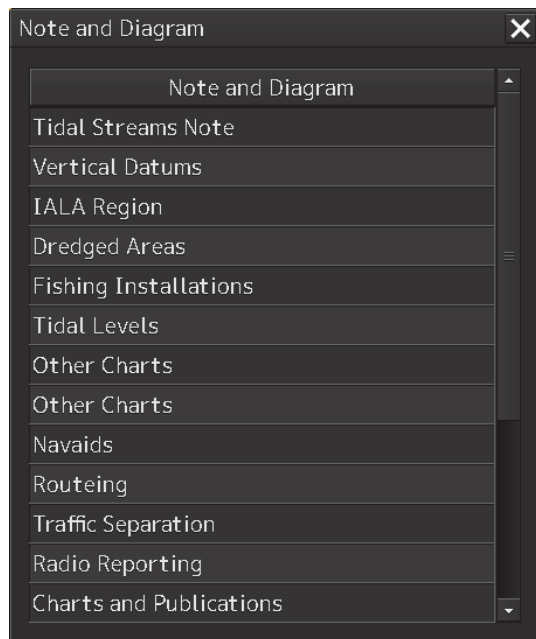 Note and Diagram
Note and Diagram
Tidal Streams Note
Vertical Datums
IALA Region
Dredged Areas
Fishing Installations
Tidal Levels
Other Charts
Other Charts
Navaids
Routeing
Traffic Separation
Radio Reporting
Charts and Publications